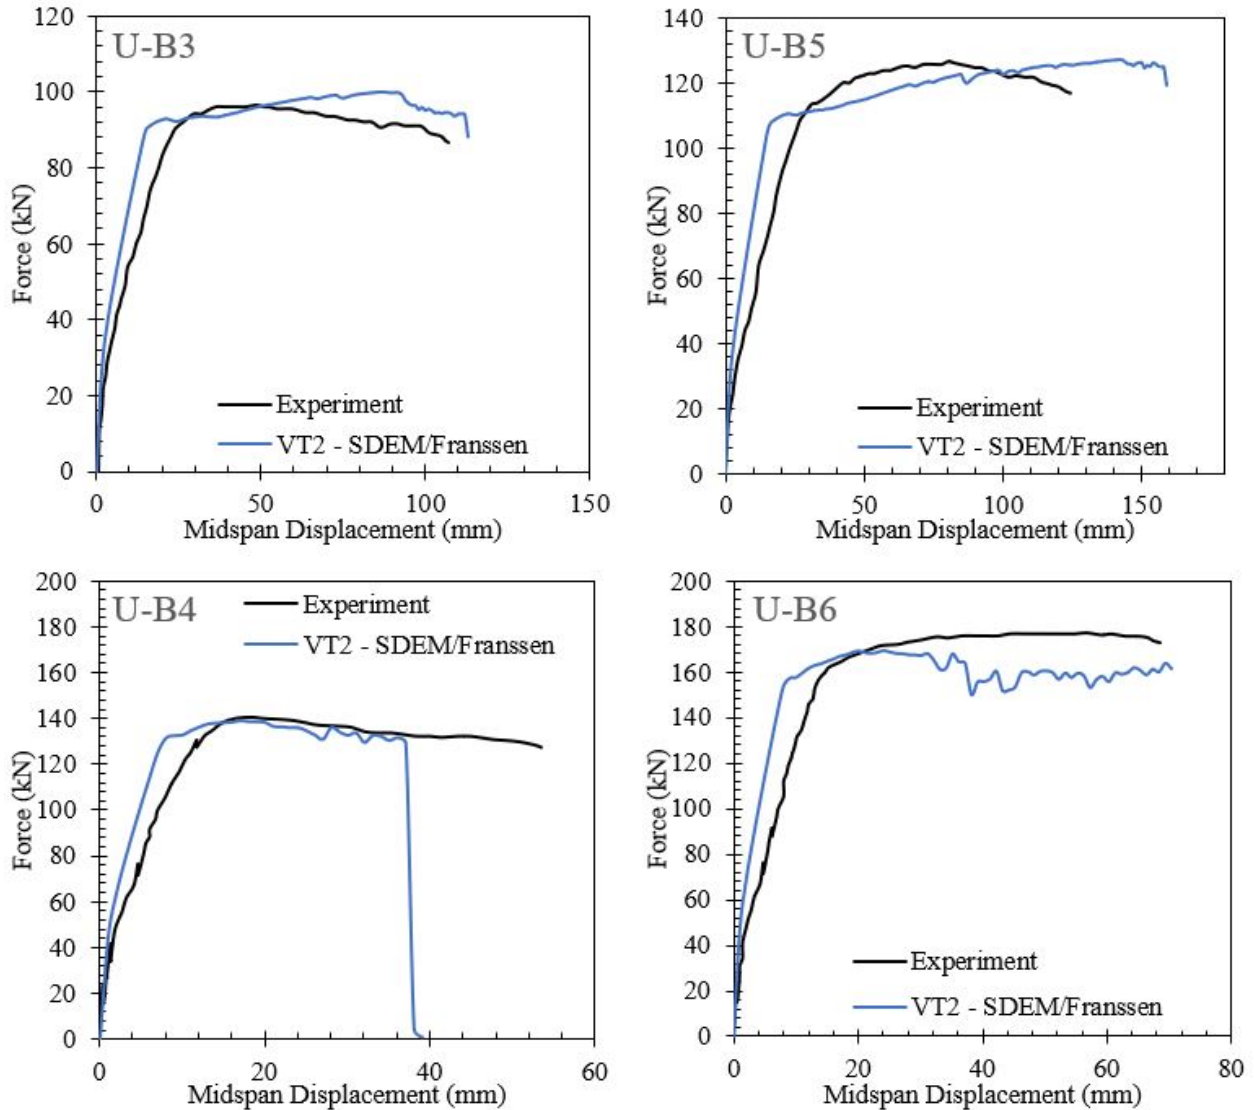 U-B3
120
100
80
60
40
20
0
Force (kN)
Experiment
VT2 - SDEM/Franssen
0 50 100 150
Midspan Displacement (mm)
U-B5
140
120
100
80
60
40
20
0
Force (kN)
Experiment
VT2 - SDEM/Franssen
0 50 100 150
Midspan Displacement (mm)
U-B4
200
180
160
140
120
100
80
60
40
20
0
Force (kN)
Experiment
VT2 - SDEM/Franssen
0 20 40 60
Midspan Displacement (mm)
U-B6
200
180
160
140
120
100
80
60
40
20
0
Force (kN)
Experiment
VT2 - SDEM/Franssen
0 20 40 60 80
Midspan Displacement (mm)